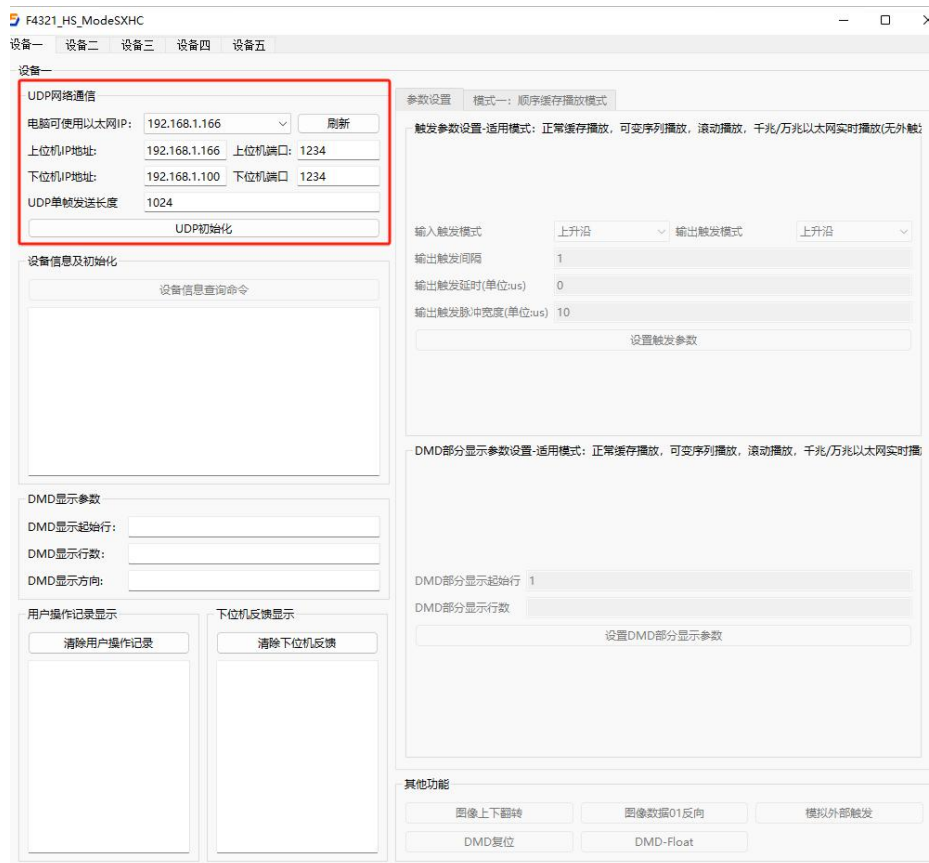 F4321_HS_ModeSXHC
设备一 设备二 设备三 设备四 设备五
设备一
UDP网络通信
电脑可使用以太网IP: 192.168.1.166 刷新
上位机IP地址: 192.168.1.166 上位机端口: 1234
下位机IP地址: 192.168.1.100 下位机端口 1234
UDP单帧发送长度 1024
UDP初始化
设备信息及初始化
设备信息查询命令
DMD显示参数
DMD显示起始行:
DMD显示行数:
DMD显示方向:
用户操作记录显示
清除用户操作记录
下位机反馈显示
清除下位机反馈
参数设置 模式一: 顺序缓存播放模式
触发参数设置-适用模式: 正常缓存播放, 可变序列播放, 滚动播放, 千兆/万兆以太网实时播放(无外触发
输入触发模式 上升沿 输出触发模式 上升沿
输出触发间隔 1
输出触发延时(单位:us) 0
输出触发脉冲宽度(单位:us) 10
设置触发参数
DMD部分显示参数设置-适用模式: 正常缓存播放, 可变序列播放, 滚动播放, 千兆/万兆以太网实时播
DMD部分显示起始行 1
DMD部分显示行数
设置DMD部分显示参数
其他功能
图像上下翻转 图像数据01反向 模拟外部触发
DMD复位 DMD-Float